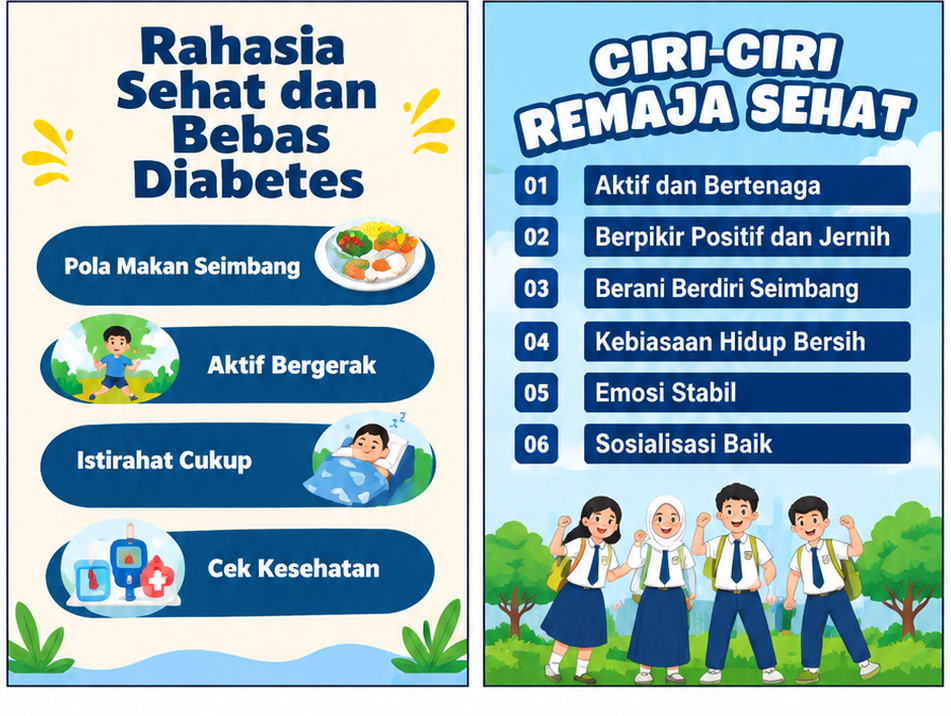 Rahasia
Sehat dan
Bebas
Diabetes
Pola Makan Seimbang
Aktif Bergerak
Istirahat Cukup
z z
Cek Kesehatan
CIRI-CIRI
REMAJA SEHAT
01 Aktif dan Bertenaga
02 Berpikir Positif dan Jernih
03 Berani Berdiri Seimbang
04 Kebiasaan Hidup Bersih
05 Emosi Stabil
06 Sosialisasi Baik